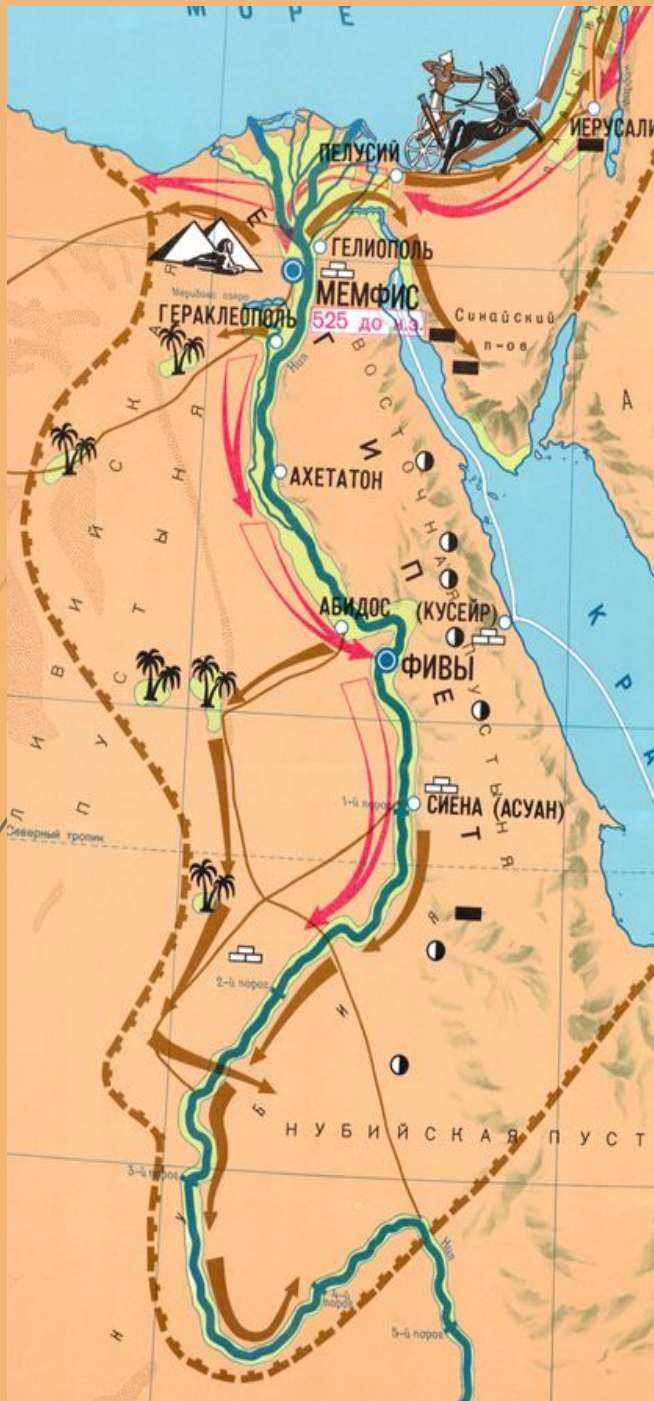 МОРЕ
ПАЛЕСТИН
ПЕЛУСИЙ
ИЕРУСАЛИ
ГЕЛИОПОЛЬ
МЕМФИС
525 до н.э.
Меридово озеро
ГЕРАКЛЕОПОЛЬ
Синайский
п-ов
Нил
А
ЕГИПЕТ
ВОСТОЧНАЯ ПУСТЫНЯ
ЛИВИЙСКАЯ
ПУСТЫНЯ
АХЕТАТОН
АБИДОС
(КУСЕЙР)
ФИВЫ
КРА
1-й порог
СИЕНА (АСУАН)
Северный тропик
2-й порог
НУБИЯ
НУБИЙСКАЯ ПУСТ
3-й порог
4-й
порог
Нил
5-й порог